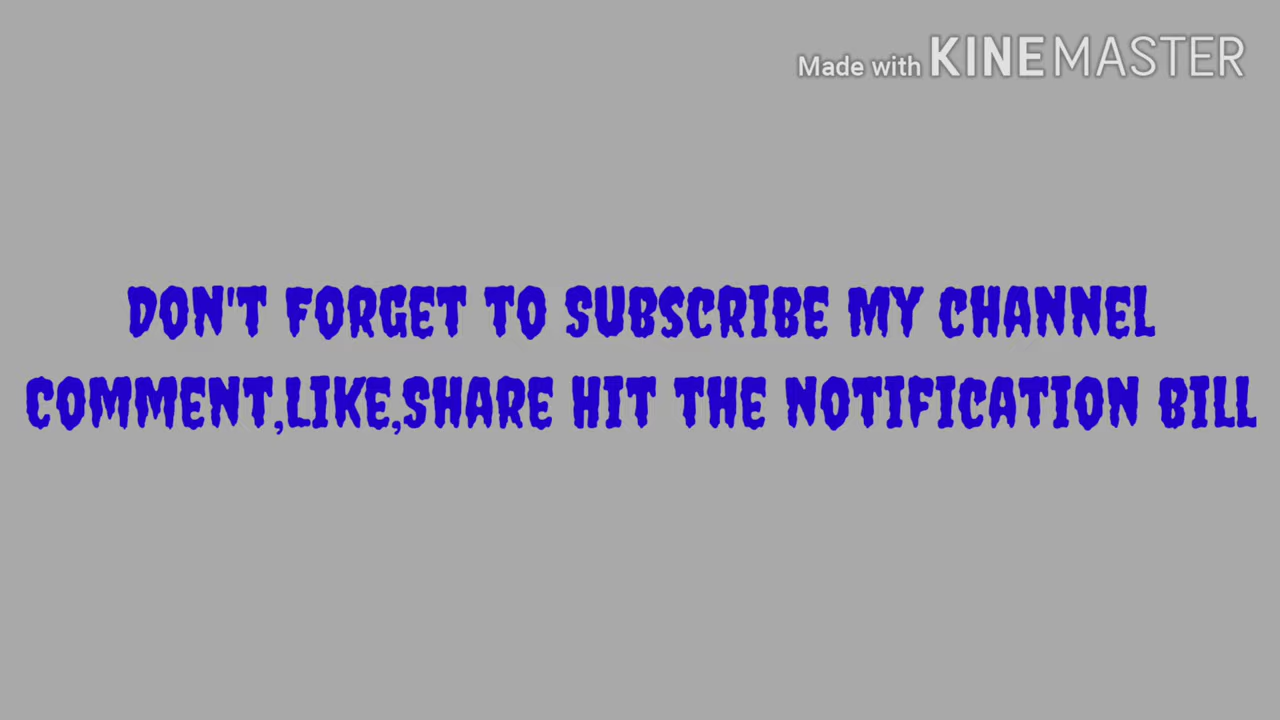 Made with KINEMASTER
DON'T FORGET TO SUBSCRIBE MY CHANNEL
COMMENT,LIKE,SHARE HIT THE NOTIFICATION BILL